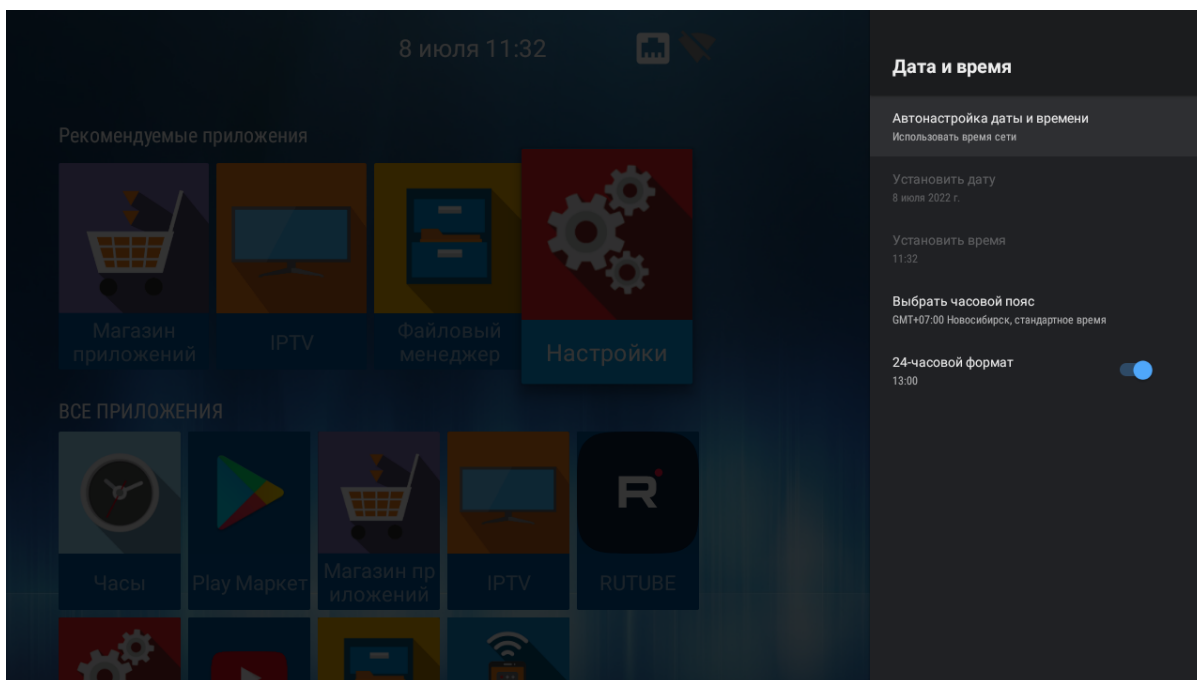 8 июля 11:32
Рекомендуемые приложения
Магазин
приложений
IPTV
Файловый
менеджер
Настройки
ВСЕ ПРИЛОЖЕНИЯ
R
Часы
Play Маркет
Магазин пр
иложений
IPTV
RUTUBE
Дата и время
Автонастройка даты и времени
Использовать время сети
Установить дату
8 июля 2022 г.
Установить время
11:32
Выбрать часовой пояс
GMT+07:00 Новосибирск, стандартное время
24-часовой формат
13:00